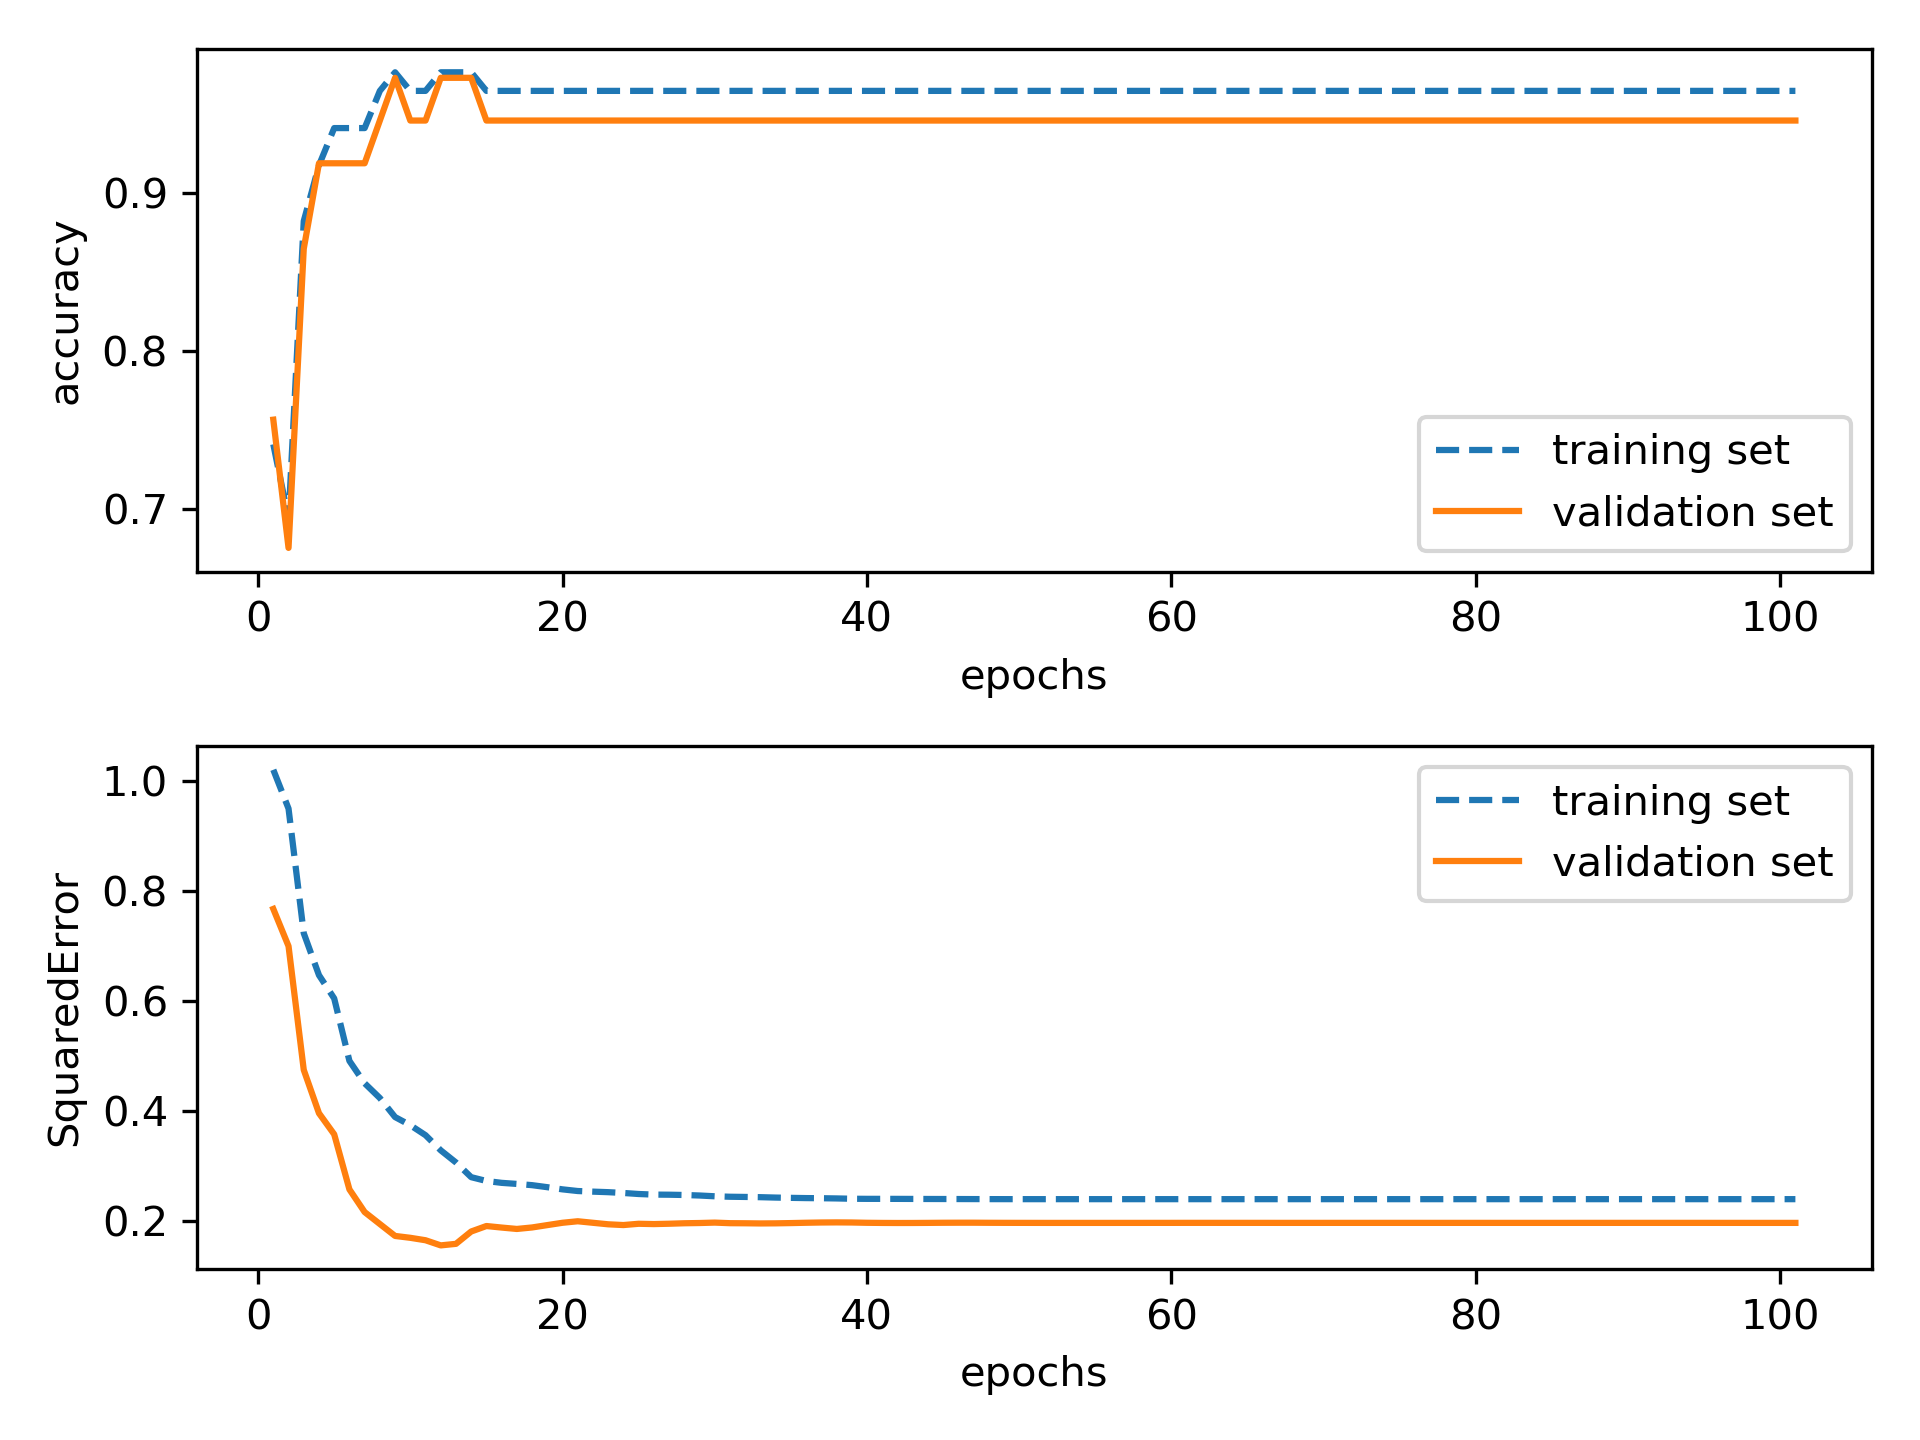 accuracy
0.9
0.8
0.7
training set
validation set
0 20 40 60 80 100
epochs
SquaredError
1.0
0.8
0.6
0.4
0.2
training set
validation set
0 20 40 60 80 100
epochs